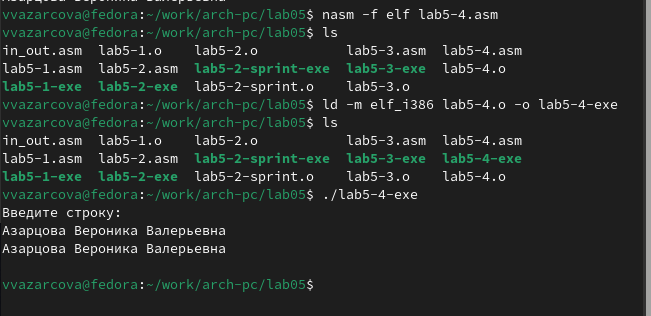 Азарцова Вероника Валерьевна
vvazarcova@fedora:~/work/arch-pc/lab05$ nasm -f elf lab5-4.asm
vvazarcova@fedora:~/work/arch-pc/lab05$ ls
in_out.asm lab5-1.o lab5-2.o lab5-3.asm lab5-4.asm
lab5-1.asm lab5-2.asm lab5-2-sprint-exe lab5-3-exe lab5-4.o
lab5-1-exe lab5-2-exe lab5-2-sprint.o lab5-3.o
vvazarcova@fedora:~/work/arch-pc/lab05$ ld -m elf_i386 lab5-4.o -o lab5-4-exe
vvazarcova@fedora:~/work/arch-pc/lab05$ ls
in_out.asm lab5-1.o lab5-2.o lab5-3.asm lab5-4.asm
lab5-1.asm lab5-2.asm lab5-2-sprint-exe lab5-3-exe lab5-4-exe
lab5-1-exe lab5-2-exe lab5-2-sprint.o lab5-3.o lab5-4.o
vvazarcova@fedora:~/work/arch-pc/lab05$ ./lab5-4-exe
Введите строку:
Азарцова Вероника Валерьевна
Азарцова Вероника Валерьевна
vvazarcova@fedora:~/work/arch-pc/lab05$